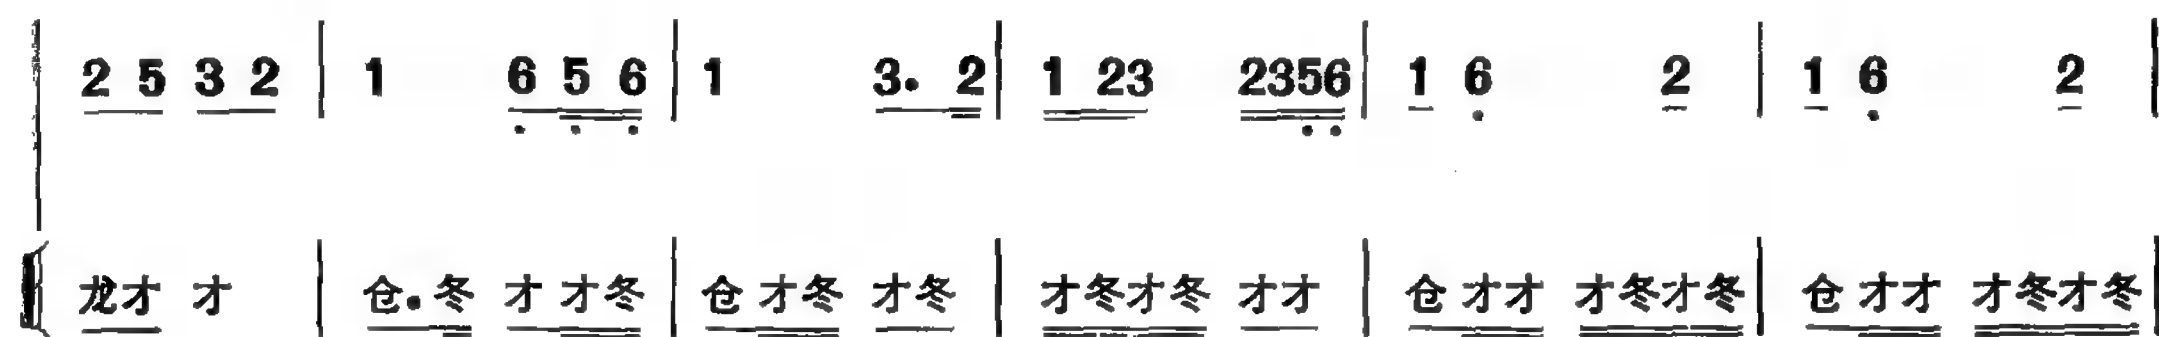 2 5 3 2 | 1 6 5 6 | 1 3. 2 | 1 23 2356 | 1 6 2 | 1 6 2 |
龙才 才 | 仓.冬 才才冬 | 仓才冬 才冬 | 才冬才冬 才才 | 仓才才 才冬才冬 | 仓才才 才冬才冬 |